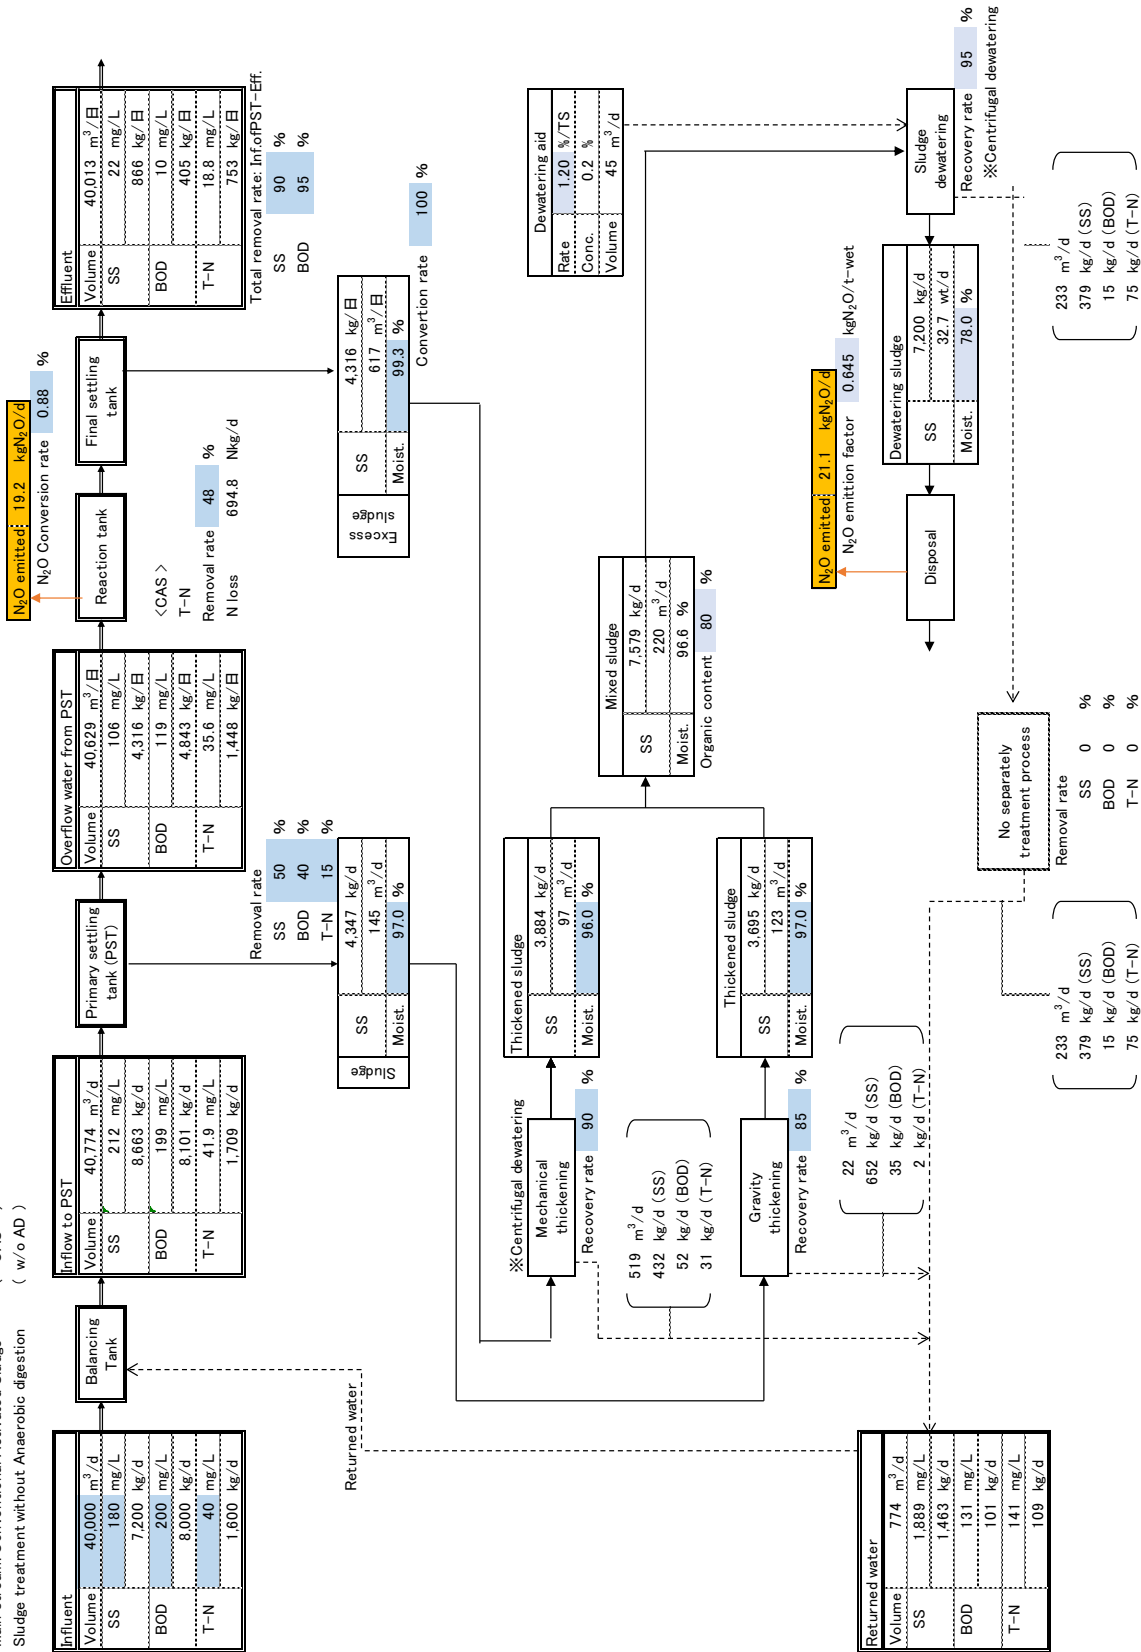 Sludge treatment without Anaerobic digestion ( w/o AD )
Influent
Volume 40,000 m³/d
SS 180 mg/L
7,200 kg/d
BOD 200 mg/L
8,000 kg/d
T-N 40 mg/L
1,600 kg/d
Balancing
Tank
Inflow to PST
Volume 40,774 m³/d
SS 212 mg/L
8,663 kg/d
BOD 199 mg/L
8,101 kg/d
T-N 41.9 mg/L
1,709 kg/d
Primary settling
tank (PST)
Removal rate
SS 50 %
BOD 40 %
T-N 15 %
Overflow water from PST
Volume 40,629 m³/日
SS 106 mg/L
4,316 kg/日
BOD 119 mg/L
4,843 kg/日
T-N 35.6 mg/L
1,448 kg/日
N₂O emitted 19.2 kgN₂O/d
N₂O Conversion rate 0.88 %
Reaction tank
<CAS >
T-N
Removal rate 48 %
N loss 694.8 Nkg/d
Final settling
tank
Effluent
Volume 40,013 m³/日
SS 22 mg/L
866 kg/日
BOD 10 mg/L
405 kg/日
T-N 18.8 mg/L
753 kg/日
Total removal rate: Inf.ofPST-Eff.
SS 90 %
BOD 95 %
Sludge
SS 4,347 kg/d
145 m³/d
Moist. 97.0 %
Excess
sludge
SS 4,316 kg/日
617 m³/日
Moist. 99.3 %
Convertion rate 100 %
※Centrifugal dewatering
Mechanical
thickening
Recovery rate 90 %
519 m³/d
432 kg/d (SS)
52 kg/d (BOD)
31 kg/d (T-N)
Thickened sludge
SS 3,884 kg/d
97 m³/d
Moist. 96.0 %
Gravity
thickening
Recovery rate 85 %
22 m³/d
652 kg/d (SS)
35 kg/d (BOD)
2 kg/d (T-N)
Thickened sludge
SS 3,695 kg/d
123 m³/d
Moist. 97.0 %
Mixed sludge
SS 7,579 kg/d
220 m³/d
Moist. 96.6 %
Organic content 80 %
Dewatering aid
Rate 1.20 %/TS
Conc. 0.2 %
Volume 45 m³/d
Sludge
dewatering
Recovery rate 95 %
※Centrifugal dewatering
233 m³/d
379 kg/d (SS)
15 kg/d (BOD)
75 kg/d (T-N)
Dewatering sludge
SS 7,200 kg/d
32.7 wt/d
Moist. 78.0 %
N₂O emitted 21.1 kgN₂O/d
N₂O emittion factor 0.645 kgN₂O/t-wet
Disposal
No separately
treatment process
Removal rate
SS 0 %
BOD 0 %
T-N 0 %
233 m³/d
379 kg/d (SS)
15 kg/d (BOD)
75 kg/d (T-N)
Returned water
Returned water
Volume 774 m³/d
SS 1,889 mg/L
1,463 kg/d
BOD 131 mg/L
101 kg/d
T-N 141 mg/L
109 kg/d